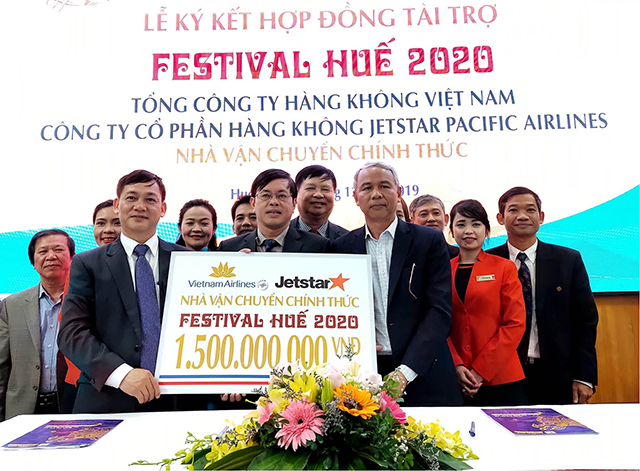 LỄ KÝ KẾT HỢP ĐỒNG TÀI TRỢ
FESTIVAL HUẾ 2020
TỔNG CÔNG TY HÀNG KHÔNG VIỆT NAM
CÔNG TY CỔ PHẦN HÀNG KHÔNG JETSTAR PACIFIC AIRLINES
NHÀ VẬN CHUYỂN CHÍNH THỨC
2019
Vietnam Airlines Jetstar
NHÀ VẬN CHUYỂN CHÍNH THỨC
FESTIVAL HUẾ 2020
1.500.000.000 VNĐ